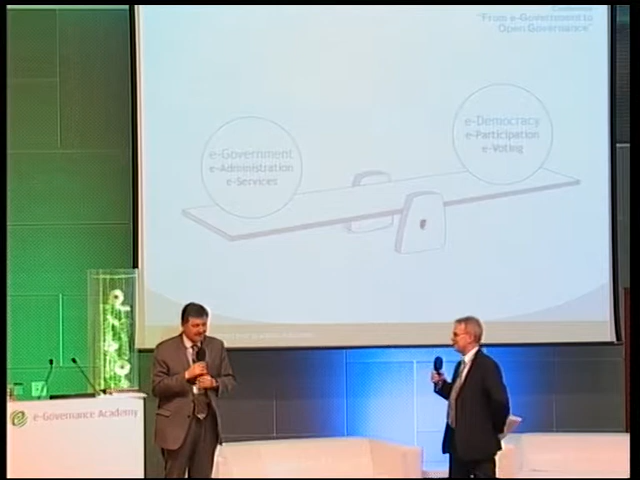 "From e-Government to
Open Governance"
e-Government
e-Administration
e-Services
e-Democracy
e-Participation
e-Voting
e-Governance Academy